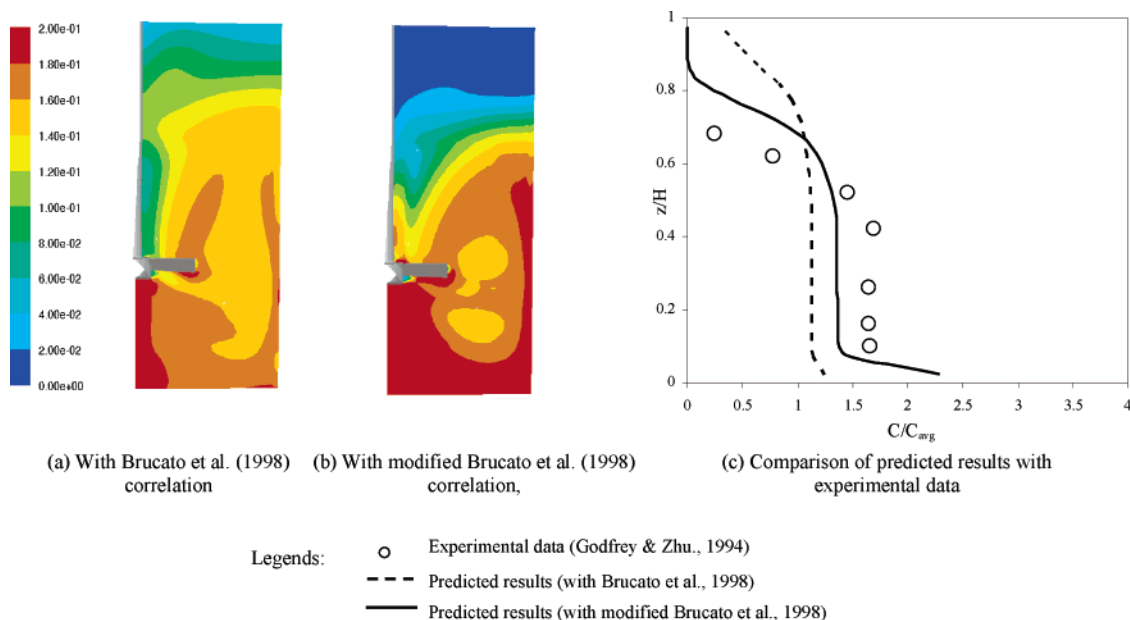 2.00e-01
1.80e-01
1.60e-01
1.40e-01
1.20e-01
1.00e-01
8.00e-02
6.00e-02
4.00e-02
2.00e-02
0.00e+00
1
0.8
0.6
0.4
0.2
0
z/H
0 0.5 1 1.5 2 2.5 3 3.5 4
C/Cavg
(a) With Brucato et al. (1998)
correlation
(b) With modified Brucato et al. (1998)
correlation,
(c) Comparison of predicted results with
experimental data
Legends:
Experimental data (Godfrey & Zhu., 1994)
Predicted results (with Brucato et al., 1998)
Predicted results (with modified Brucato et al., 1998)